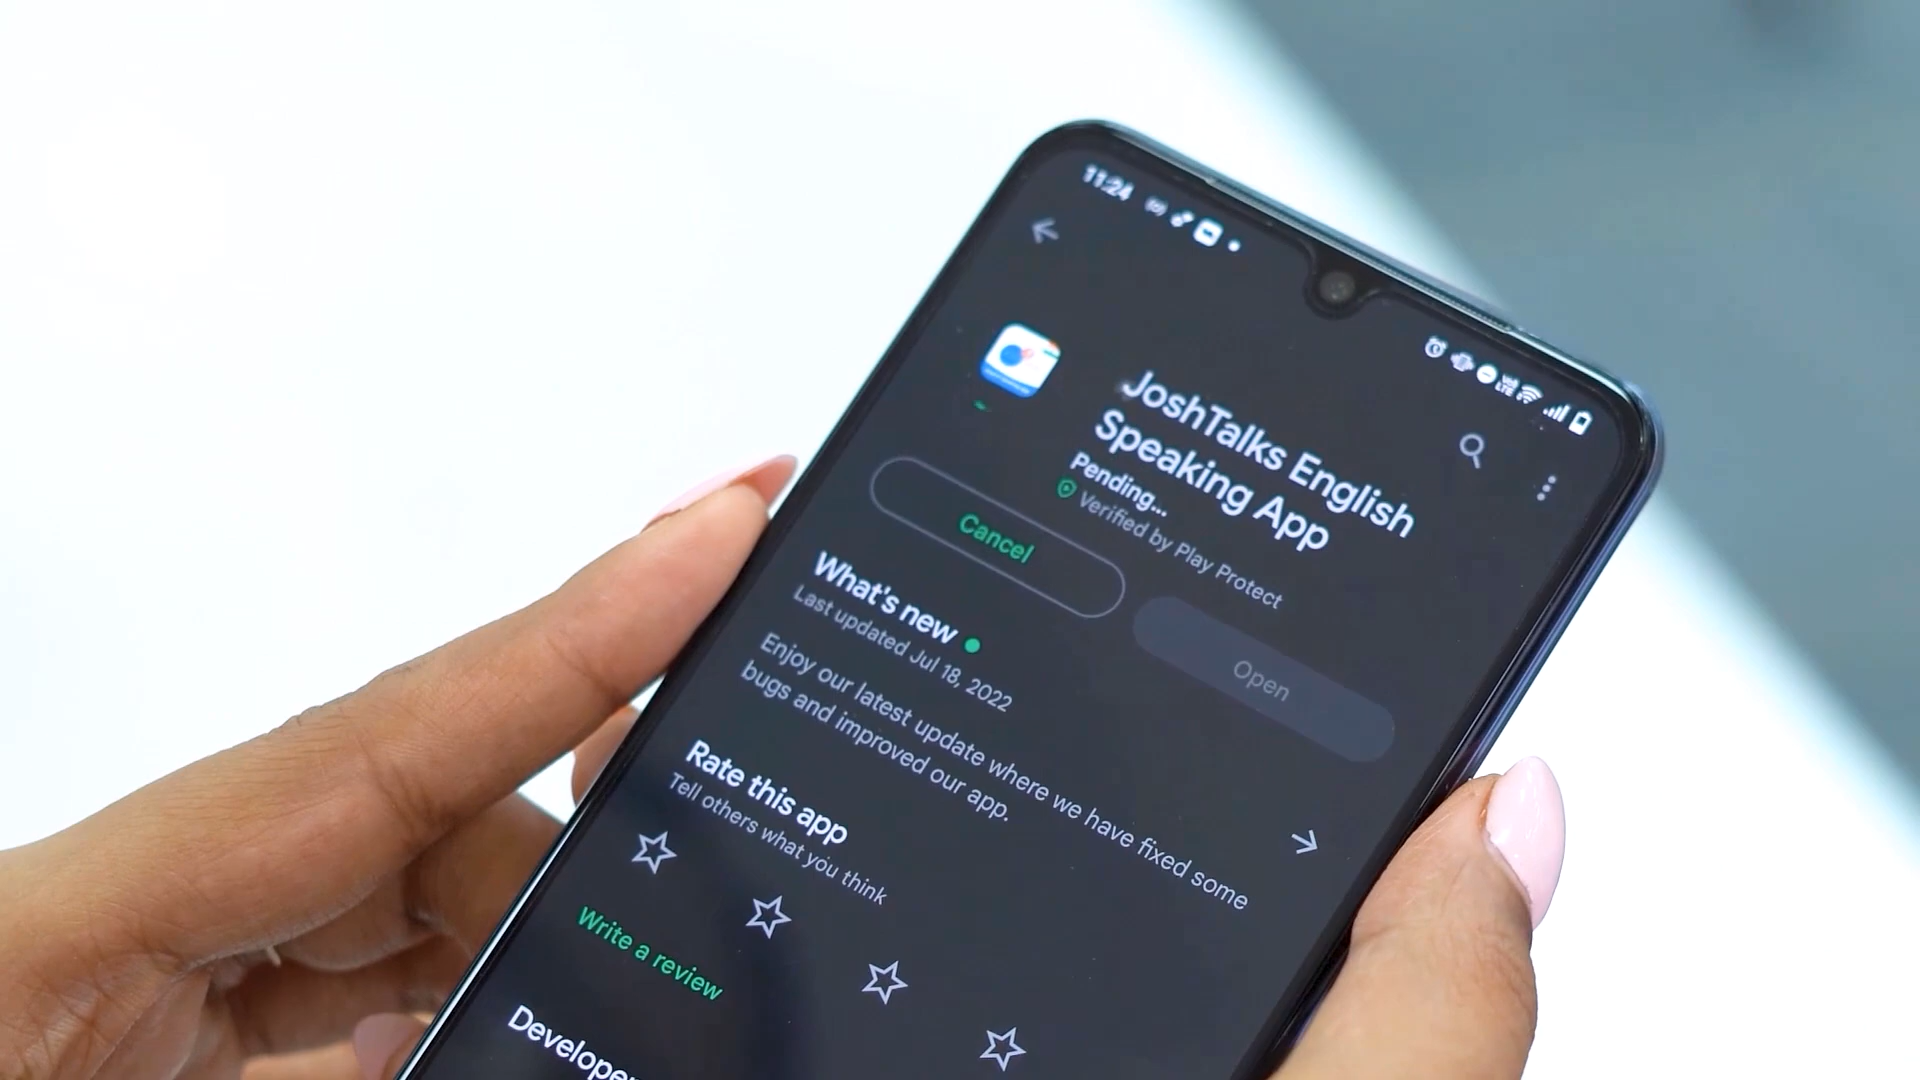 11:24
JoshTalks English
Speaking App
Pending...
Verified by Play Protect
Cancel
Open
What's new
Last updated Jul 18, 2022
Enjoy our latest update where we have fixed some
bugs and improved our app.
Rate this app
Tell others what you think
Write a review